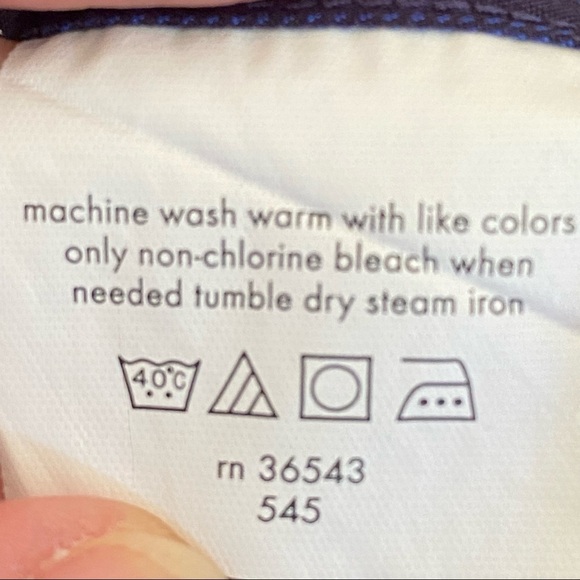 machine wash warm with like colors
only non-chlorine bleach when
needed tumble dry steam iron
40°C
rn 36543
545